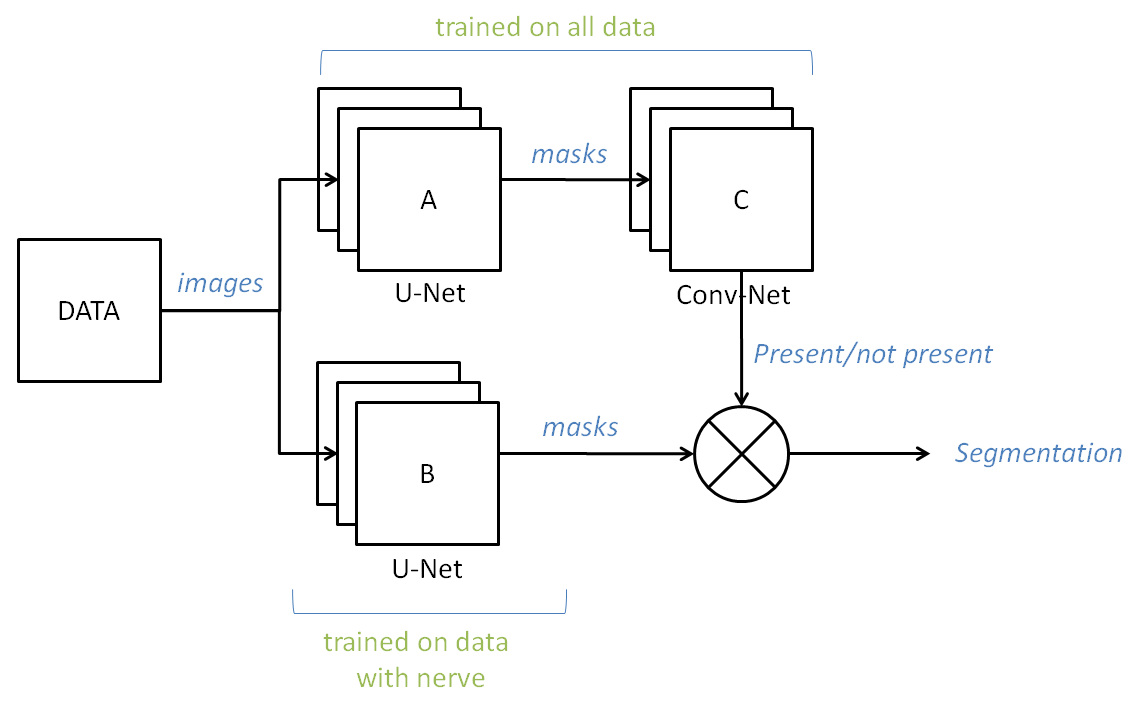 trained on all data
masks
A
C
images
U-Net
Conv-Net
DATA
Present/not present
masks
Segmentation
B
U-Net
trained on data
with nerve